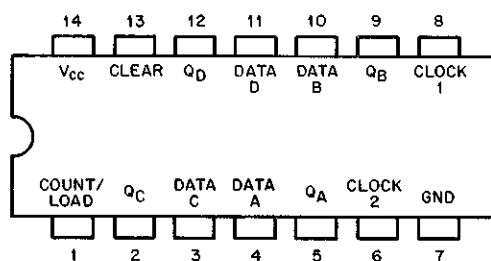 14 13 12 11 10 9 8
Vcc CLEAR QD DATA D DATA B QB CLOCK 1
COUNT/ LOAD QC DATA C DATA A QA CLOCK 2 GND
1 2 3 4 5 6 7